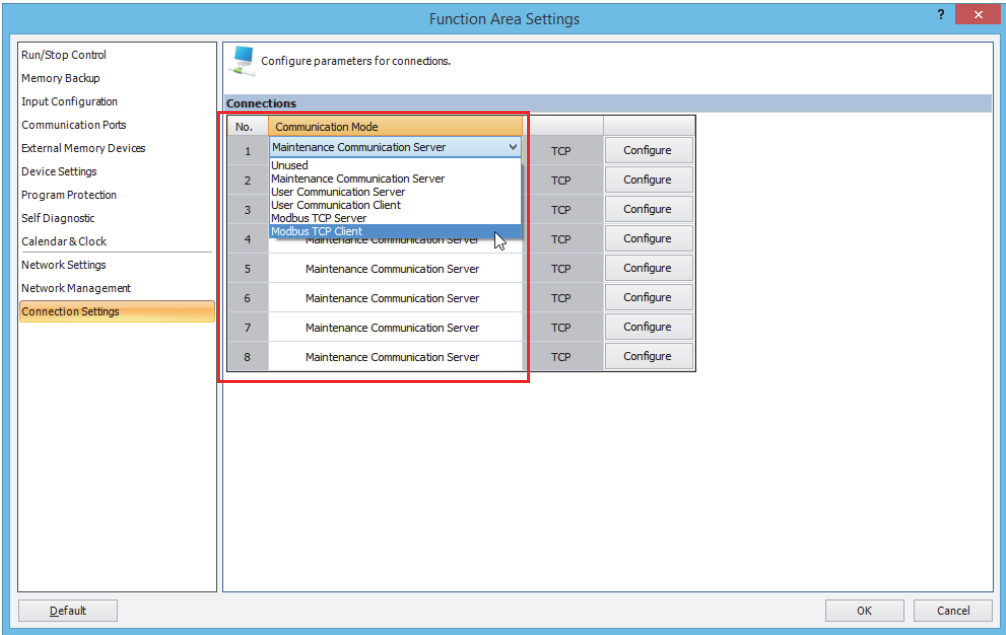 Function Area Settings
?
Run/Stop Control
Memory Backup
Input Configuration
Communication Ports
External Memory Devices
Device Settings
Program Protection
Self Diagnostic
Calendar & Clock
Network Settings
Network Management
Connection Settings
Configure parameters for connections.
Connections
No. Communication Mode
1 Maintenance Communication Server TCP Configure
Unused
Maintenance Communication Server
User Communication Server
User Communication Client
Modbus TCP Server
Modbus TCP Client
2 TCP Configure
3 TCP Configure
4 Maintenance Communication Server TCP Configure
5 Maintenance Communication Server TCP Configure
6 Maintenance Communication Server TCP Configure
7 Maintenance Communication Server TCP Configure
8 Maintenance Communication Server TCP Configure
Default OK Cancel